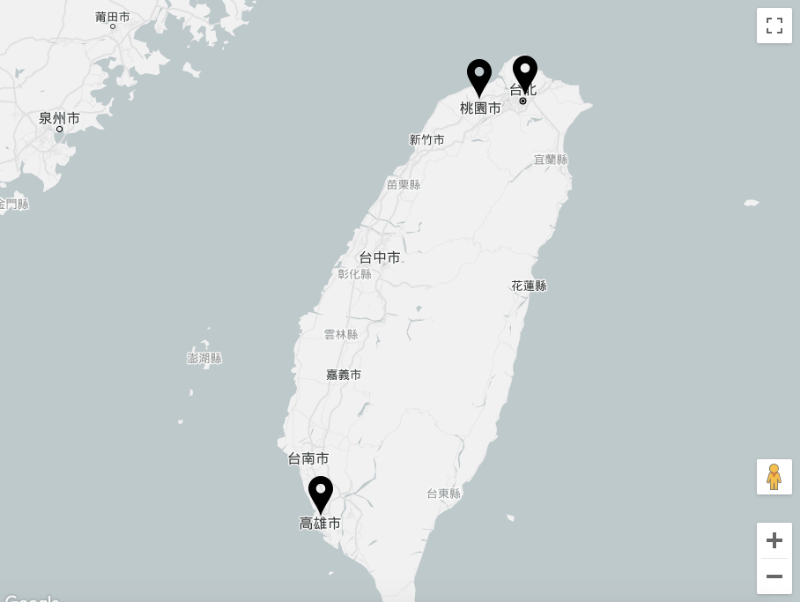 莆田市
台北
桃園市
泉州市
新竹市
宜蘭縣
苗栗縣
金門縣
台中市
彰化縣
花蓮縣
雲林縣
澎湖縣
嘉義市
台南市
台東縣
高雄市
Google